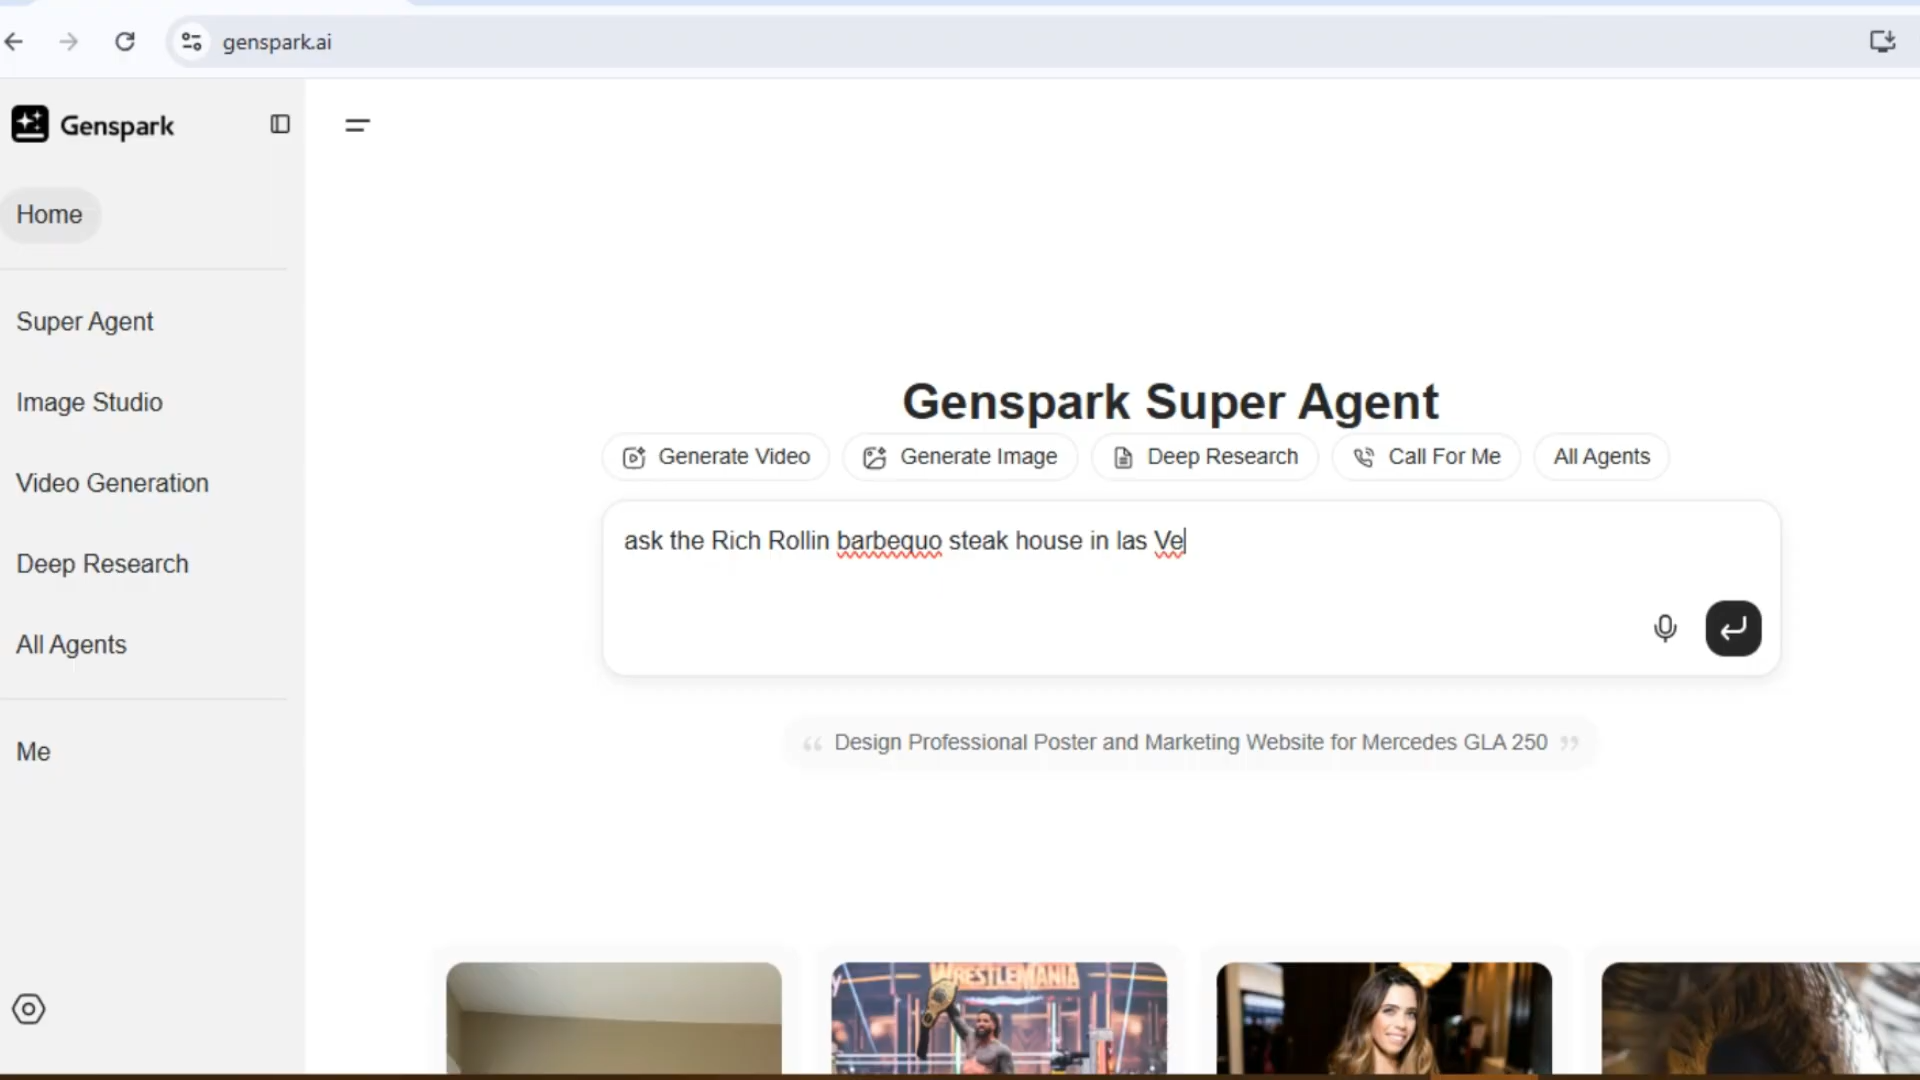 genspark.ai
Genspark
Home
Super Agent
Image Studio
Video Generation
Deep Research
All Agents
Me
Genspark Super Agent
Generate Video
Generate Image
Deep Research
Call For Me
All Agents
ask the Rich Rollin barbequo steak house in las Ve
“ Design Professional Poster and Marketing Website for Mercedes GLA 250 ”
WRESTLEMANIA